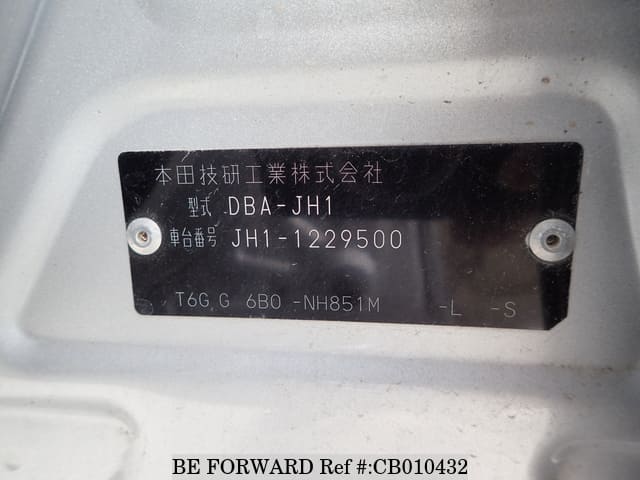 本田技研工業株式会社
型式 DBA-JH1
車台番号 JH1-1229500
T6G G 6B0 -NH851M -L -S
BE FORWARD Ref #:CB010432